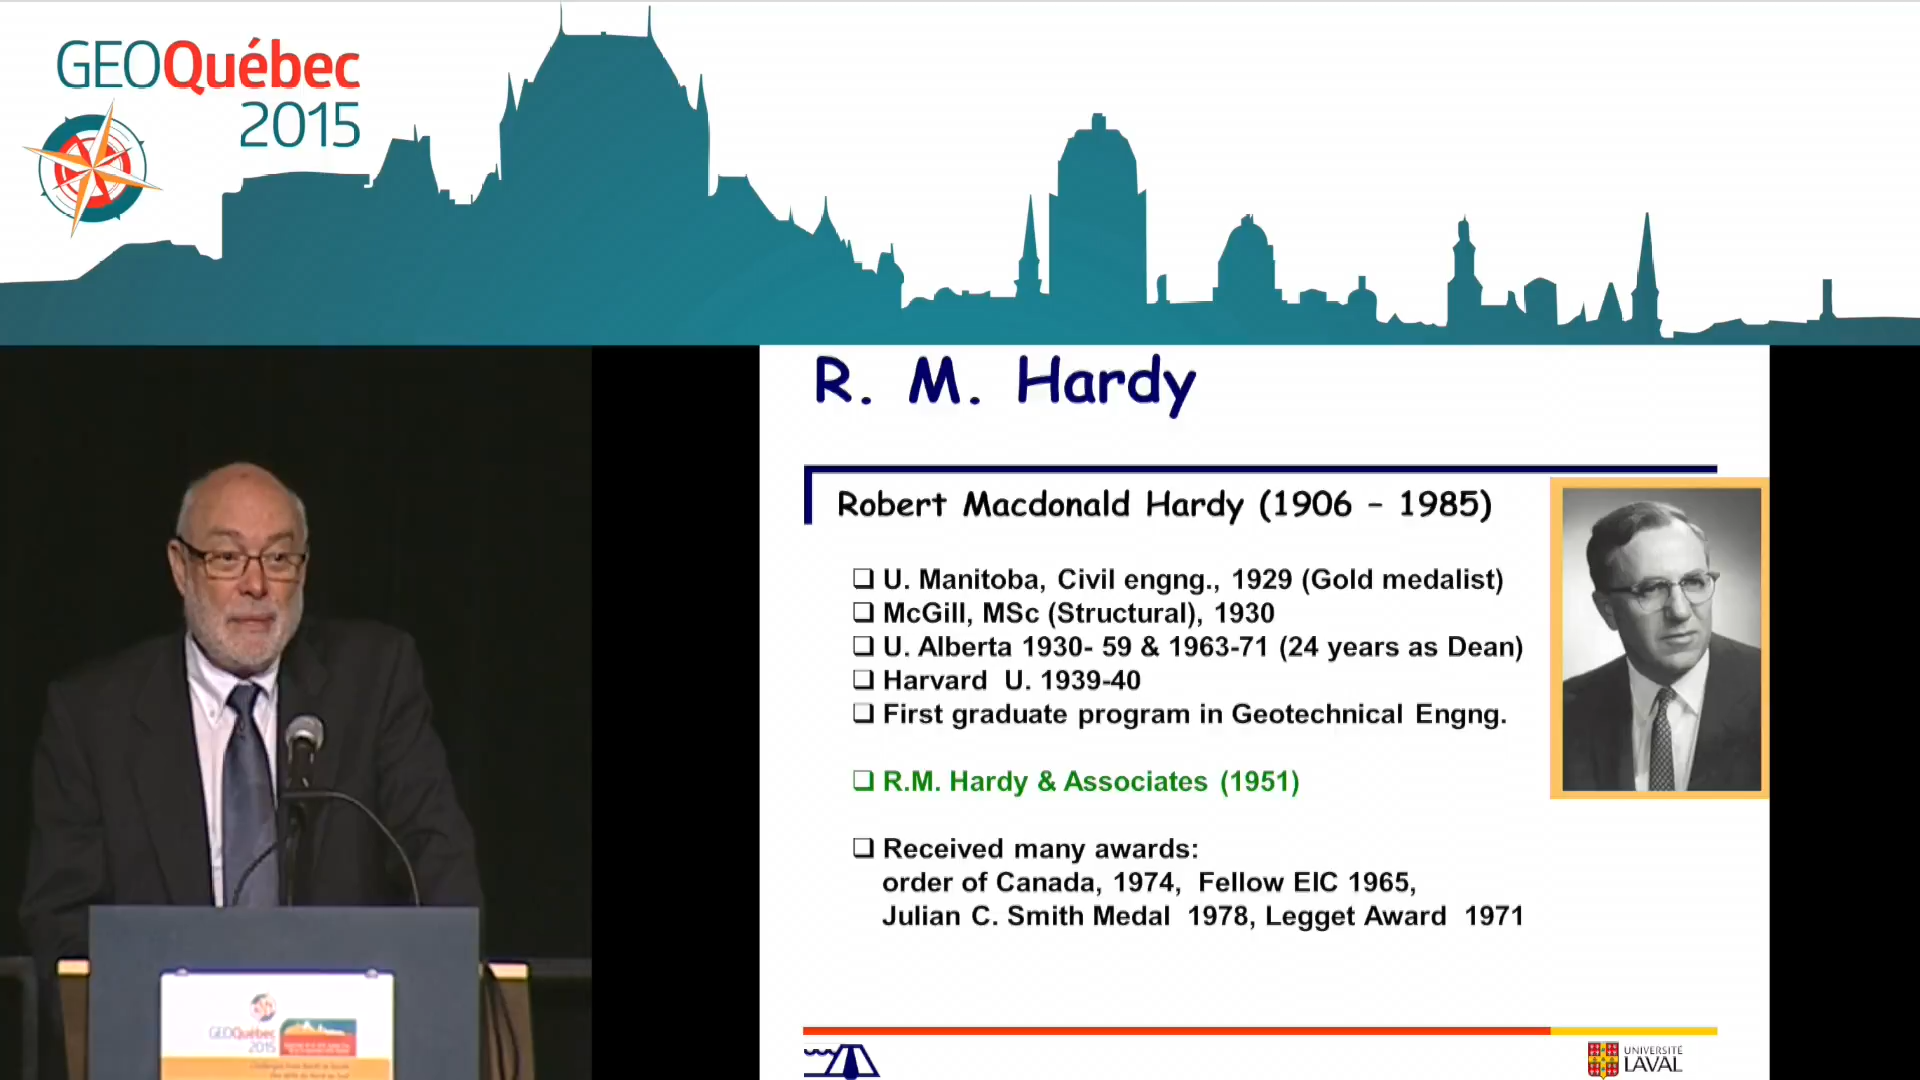 GEOQuébec
2015
R. M. Hardy
Robert Macdonald Hardy (1906 – 1985)
❑ U. Manitoba, Civil engng., 1929 (Gold medalist)
❑ McGill, MSc (Structural), 1930
❑ U. Alberta 1930- 59 & 1963-71 (24 years as Dean)
❑ Harvard U. 1939-40
❑ First graduate program in Geotechnical Engng.
❑ R.M. Hardy & Associates (1951)
❑ Received many awards:
order of Canada, 1974, Fellow EIC 1965,
Julian C. Smith Medal 1978, Legget Award 1971
UNIVERSITÉ
LAVAL
GEOQuébec
2015